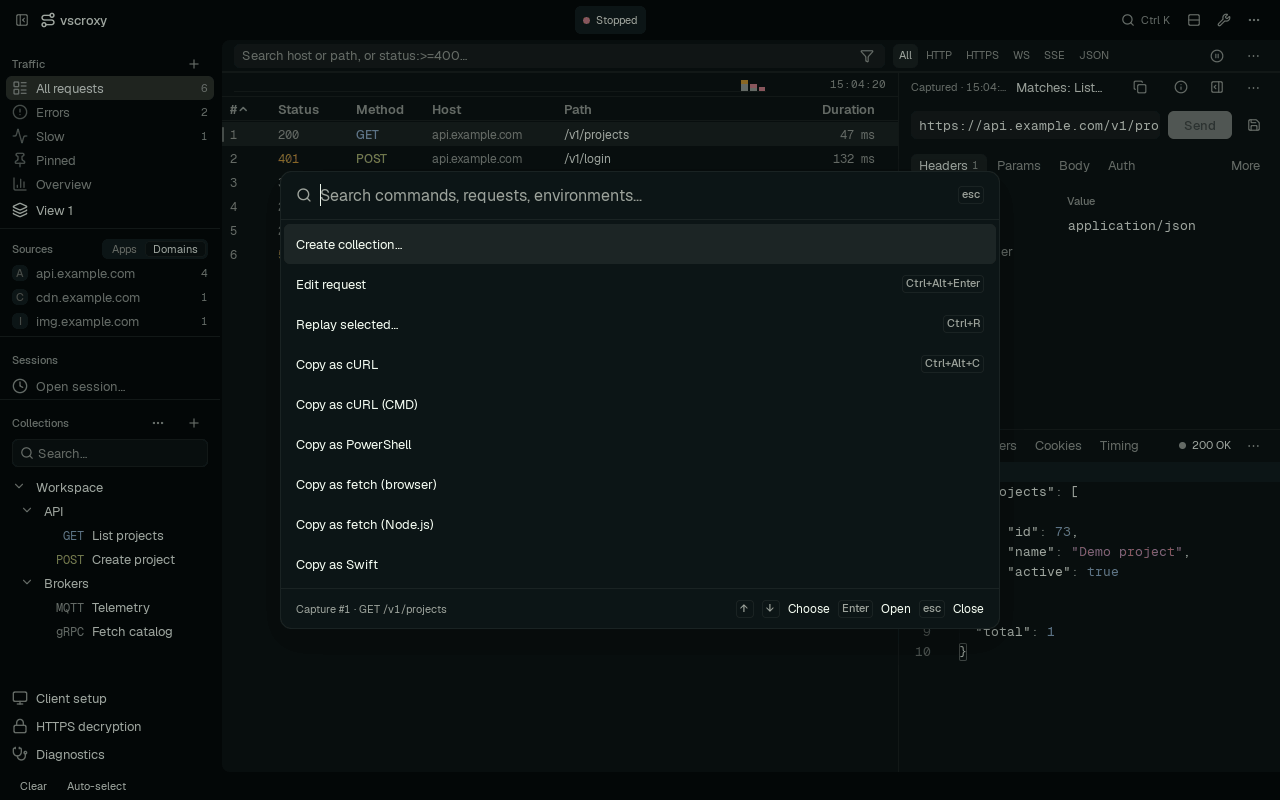 vscroxy
Stopped
Ctrl K
Traffic
All requests 6
Errors 2
Slow 1
Pinned
Overview
View 1
Sources Apps Domains
A api.example.com 4
C cdn.example.com 1
I img.example.com 1
Sessions
Open session…
Collections
Search…
Workspace
API
GET List projects
POST Create project
Brokers
MQTT Telemetry
gRPC Fetch catalog
Client setup
HTTPS decryption
Diagnostics
Clear Auto-select
Search host or path, or status:>=400…
All HTTP HTTPS WS SSE JSON
15:04:20
# Status Method Host Path Duration
1 200 GET api.example.com /v1/projects 47 ms
2 401 POST api.example.com /v1/login 132 ms
3
4
5
6
Search commands, requests, environments… esc
Create collection…
Edit request Ctrl+Alt+Enter
Replay selected… Ctrl+R
Copy as cURL Ctrl+Alt+C
Copy as cURL (CMD)
Copy as PowerShell
Copy as fetch (browser)
Copy as fetch (Node.js)
Copy as Swift
Capture #1 · GET /v1/projects ↑ ↓ Choose Enter Open esc Close
Captured · 15:04:… Matches: List…
https://api.example.com/v1/pro Send
Headers 1 Params Body Auth More
Value
application/json
er
ers Cookies Timing 200 OK
ojects": [
"id": 73,
"name": "Demo project",
"active": true
9 "total": 1
10 }